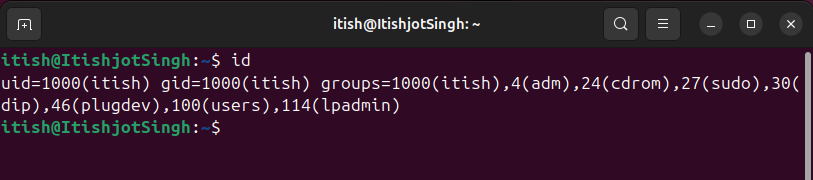 itish@ItishjotSingh: ~
itish@ItishjotSingh:~$ id
uid=1000(itish) gid=1000(itish) groups=1000(itish),4(adm),24(cdrom),27(sudo),30(
dip),46(plugdev),100(users),114(lpadmin)
itish@ItishjotSingh:~$